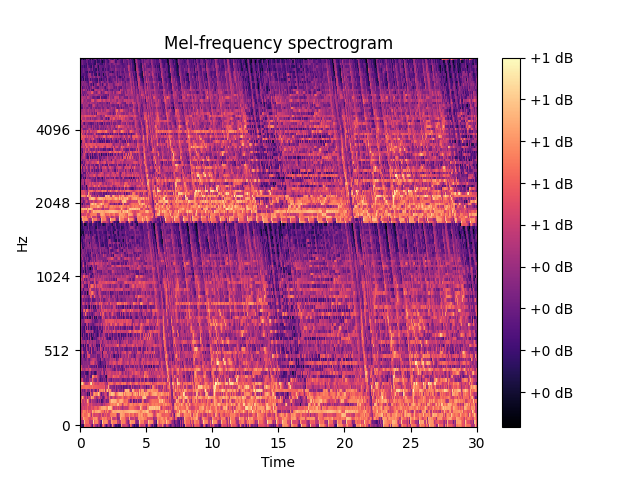 Mel-frequency spectrogram
Hz
4096
2048
1024
512
0
0 5 10 15 20 25 30
Time
+1 dB
+1 dB
+1 dB
+1 dB
+1 dB
+0 dB
+0 dB
+0 dB
+0 dB